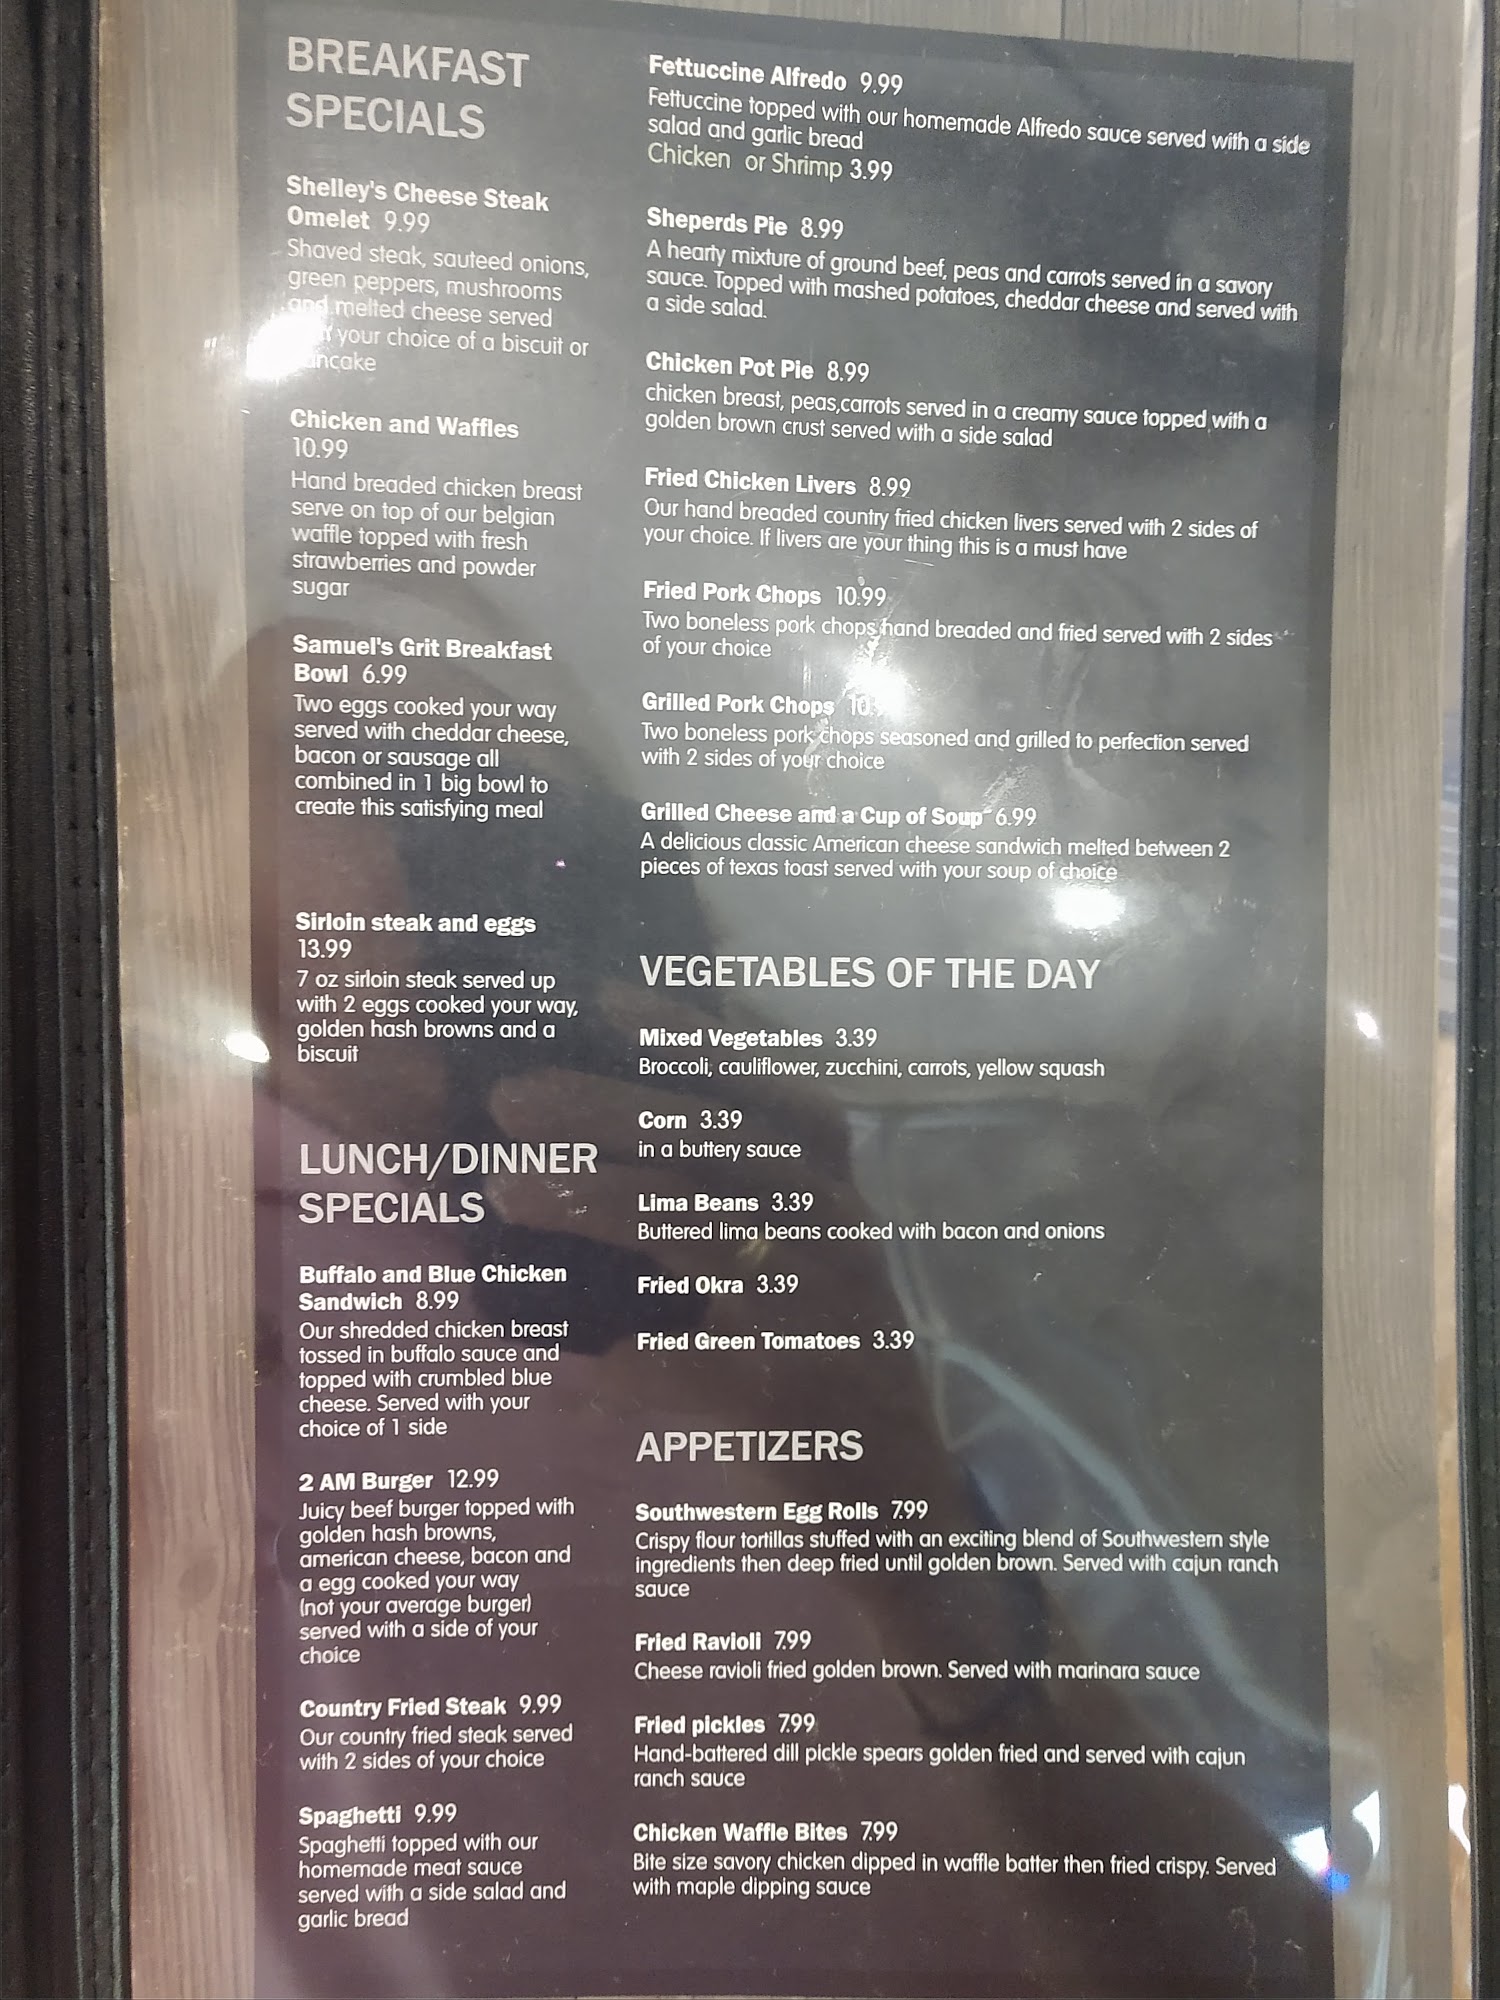 BREAKFAST
SPECIALS
Shelley's Cheese Steak
Omelet 9.99
Shaved steak, sauteed onions,
green peppers, mushrooms
and melted cheese served
your choice of a biscuit or
Chicken and Waffles
10.99
Hand breaded chicken breast
serve on top of our belgian
waffle topped with fresh
strawberries and powder
sugar
Samuel's Grit Breakfast
Bowl 6.99
Two eggs cooked your way
served with cheddar cheese,
bacon or sausage all
combined in 1 big bowl to
create this satisfying meal
Sirloin steak and eggs
13.99
7 oz sirloin steak served up
with 2 eggs cooked your way,
golden hash browns and a
biscuit
LUNCH/DINNER
SPECIALS
Buffalo and Blue Chicken
Sandwich 8.99
Our shredded chicken breast
tossed in buffalo sauce and
topped with crumbled blue
cheese. Served with your
choice of 1 side
2 AM Burger 12.99
Juicy beef burger topped with
golden hash browns,
american cheese, bacon and
a egg cooked your way
(not your average burger)
served with a side of your
choice
Country Fried Steak 9.99
Our country fried steak served
with 2 sides of your choice
Spaghetti 9.99
Spaghetti topped with our
homemade meat sauce
served with a side salad and
garlic bread
Fettuccine Alfredo 9.99
Fettuccine topped with our homemade Alfredo sauce served with a side
salad and garlic bread
Chicken or Shrimp 3.99
Sheperds Pie 8.99
A hearty mixture of ground beef, peas and carrots served in a savory
sauce. Topped with mashed potatoes, cheddar cheese and served with
a side salad.
Chicken Pot Pie 8.99
chicken breast, peas,carrots served in a creamy sauce topped with a
golden brown crust served with a side salad
Fried Chicken Livers 8.99
Our hand breaded country fried chicken livers served with 2 sides of
your choice. If livers are your thing this is a must have
Fried Pork Chops 10.99
Two boneless pork chops hand breaded and fried served with 2 sides
of your choice
Grilled Pork Chops
Two boneless pork chops seasoned and grilled to perfection served
with 2 sides of your choice
Grilled Cheese and a Cup of Soup 6.99
A delicious classic American cheese sandwich melted between 2
pieces of texas toast served with your soup of choice
VEGETABLES OF THE DAY
Mixed Vegetables 3.39
Broccoli, cauliflower, zucchini, carrots, yellow squash
Corn 3.39
in a buttery sauce
Lima Beans 3.39
Buttered lima beans cooked with bacon and onions
Fried Okra 3.39
Fried Green Tomatoes 3.39
APPETIZERS
Southwestern Egg Rolls 7.99
Crispy flour tortillas stuffed with an exciting blend of Southwestern style
ingredients then deep fried until golden brown. Served with cajun ranch
sauce
Fried Ravioli 7.99
Cheese ravioli fried golden brown. Served with marinara sauce
Fried pickles 7.99
Hand-battered dill pickle spears golden fried and served with cajun
ranch sauce
Chicken Waffle Bites 7.99
Bite size savory chicken dipped in waffle batter then fried crispy. Served
with maple dipping sauce